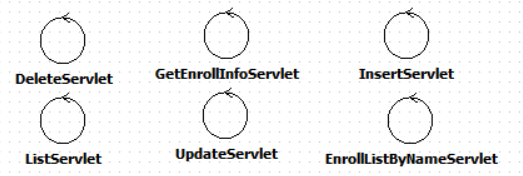 DeleteServlet
GetEnrollInfoServlet
InsertServlet
ListServlet
UpdateServlet
EnrollListByNameServlet